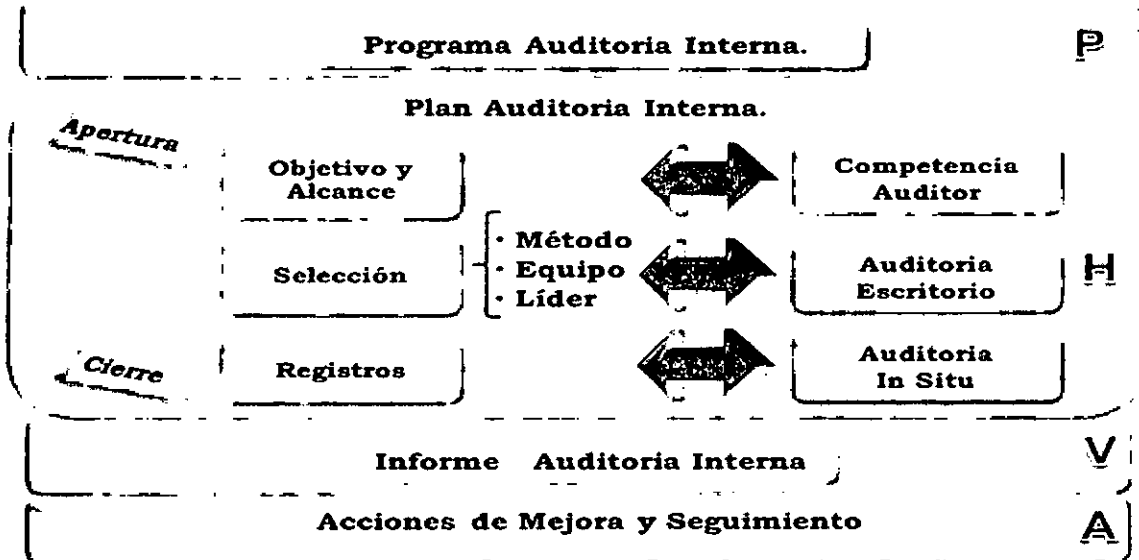 Programa Auditoria Interna.
P
Plan Auditoria Interna.
Apertura
Objetivo y
Alcance
Competencia
Auditor
Selección
· Método
· Equipo
· Líder
Auditoria
Escritorio
H
Cierre
Registros
Auditoria
In Situ
Informe Auditoria Interna
V
Acciones de Mejora y Seguimiento
A